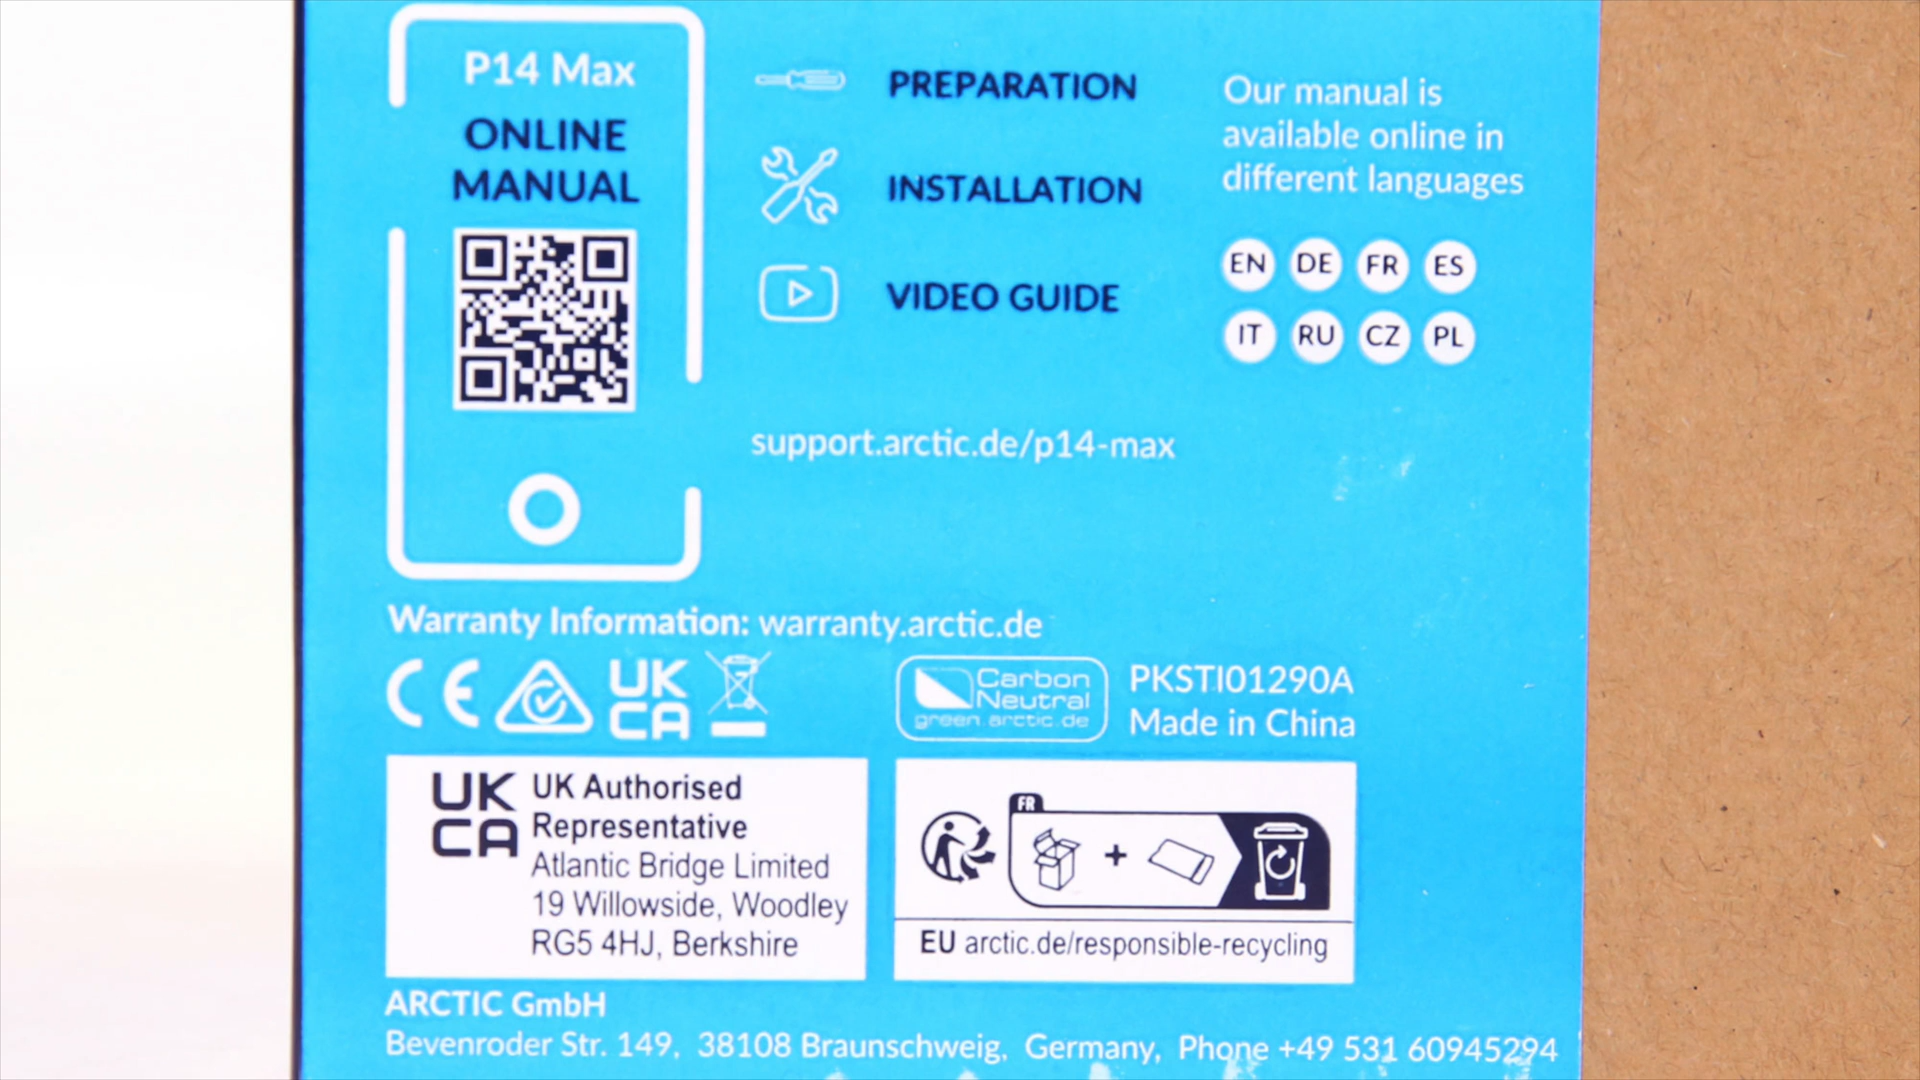 P14 Max
ONLINE
MANUAL
PREPARATION
INSTALLATION
VIDEO GUIDE
Our manual is
available online in
different languages
EN DE FR ES
IT RU CZ PL
support.arctic.de/p14-max
Warranty Information: warranty.arctic.de
CE UK
CA
Carbon
Neutral
green.arctic.de
PKSTI01290A
Made in China
UK
CA
UK Authorised
Representative
Atlantic Bridge Limited
19 Willowside, Woodley
RG5 4HJ, Berkshire
FR
+
EU arctic.de/responsible-recycling
ARCTIC GmbH
Bevenroder Str. 149, 38108 Braunschweig, Germany, Phone +49 531 60945294